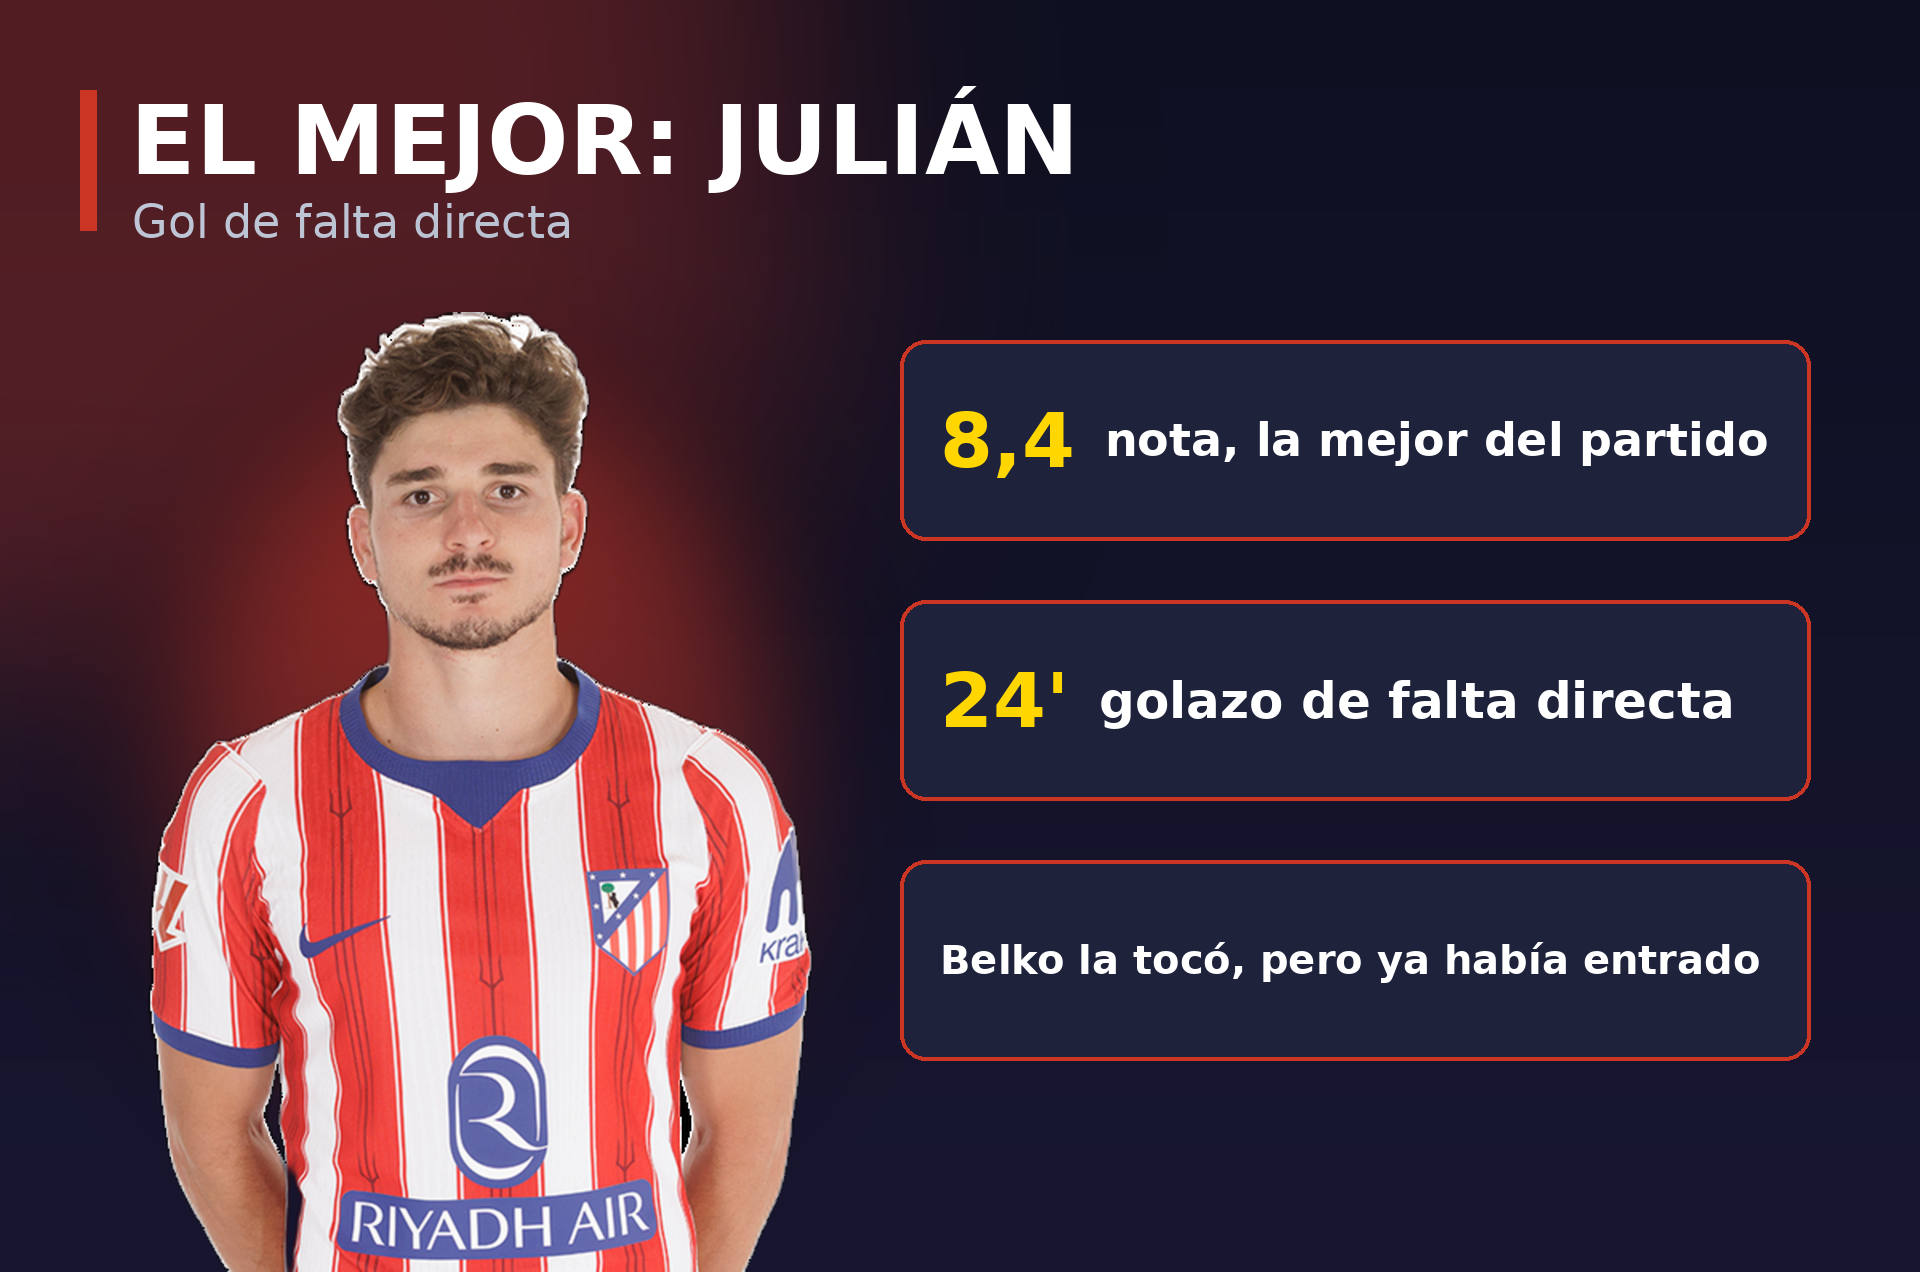 EL MEJOR: JULIÁN
Gol de falta directa
8,4 nota, la mejor del partido
24' golazo de falta directa
Belko la tocó, pero ya había entrado
RIYADH AIR